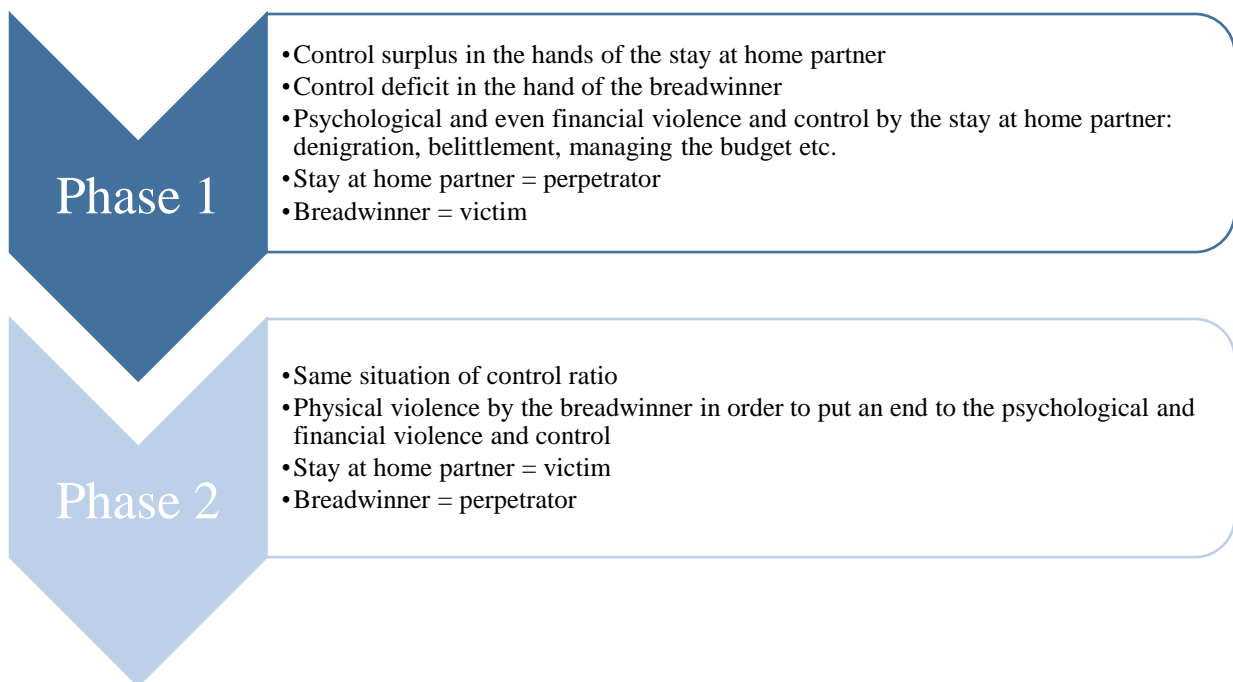 Phase 1
•Control surplus in the hands of the stay at home partner
•Control deficit in the hand of the breadwinner
•Psychological and even financial violence and control by the stay at home partner:
denigration, belittlement, managing the budget etc.
•Stay at home partner = perpetrator
•Breadwinner = victim
Phase 2
•Same situation of control ratio
•Physical violence by the breadwinner in order to put an end to the psychological and
financial violence and control
•Stay at home partner = victim
•Breadwinner = perpetrator